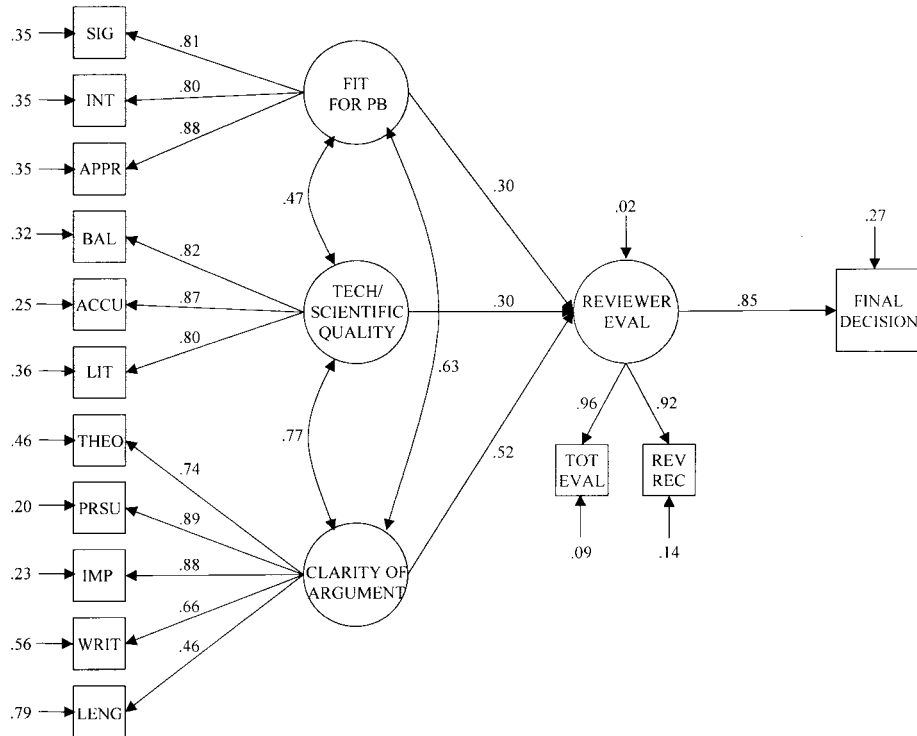 .35
SIG
.81
.35
INT
.80
.35
APPR
.88
FIT
FOR PB
.47
.30
.32
BAL
.82
.25
ACCU
.87
.36
LIT
.80
TECH/
SCIENTIFIC
QUALITY
.30
.02
REVIEWER
EVAL
.85
.27
FINAL
DECISION
.63
.77
.52
.96
.92
TOT
EVAL
REV
REC
.09
.14
.46
THEO
.74
.20
PRSU
.89
.23
IMP
.88
.56
WRIT
.66
.79
LENG
.46
CLARITY OF
ARGUMENT